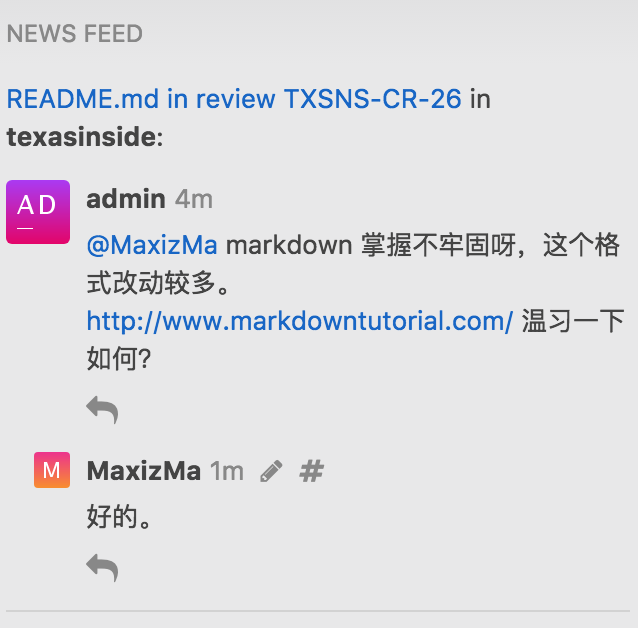 NEWS FEED
README.md in review TXSNS-CR-26 in
texasinside:
AD
admin 4m
@MaxizMa markdown 掌握不牢固呀，这个格
式改动较多。
http://www.markdowntutorial.com/ 温习一下
如何?
M
MaxizMa 1m #
好的。